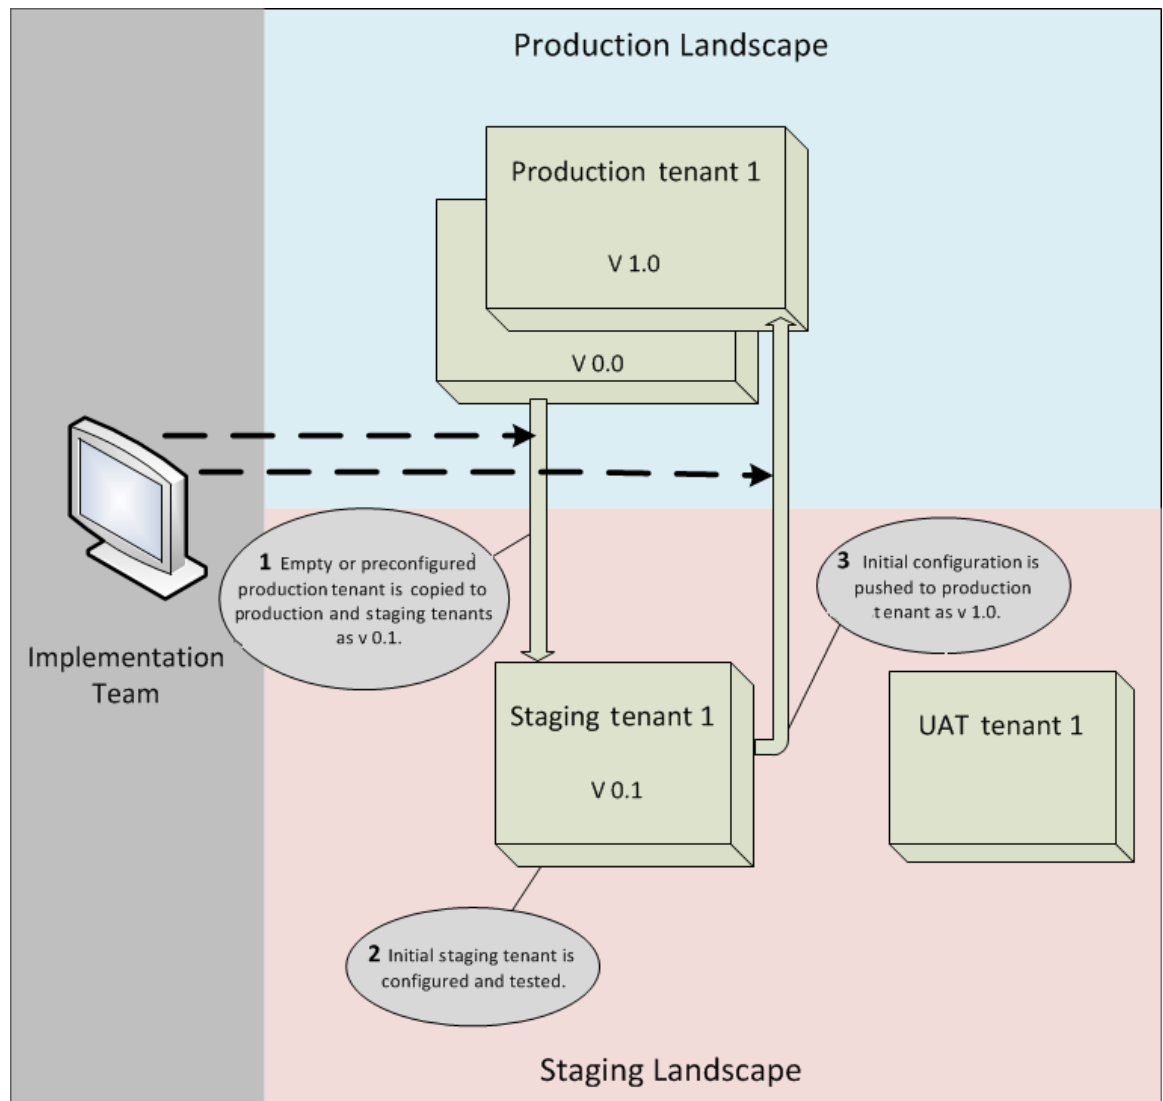 Production Landscape
Production tenant 1
V 1.0
V 0.0
1 Empty or preconfigured
production tenant is copied to
production and staging tenants
as v 0.1.
3 Initial configuration is
pushed to production
tenant as v 1.0.
Implementation
Team
Staging tenant 1
V 0.1
UAT tenant 1
2 Initial staging tenant is
configured and tested.
Staging Landscape